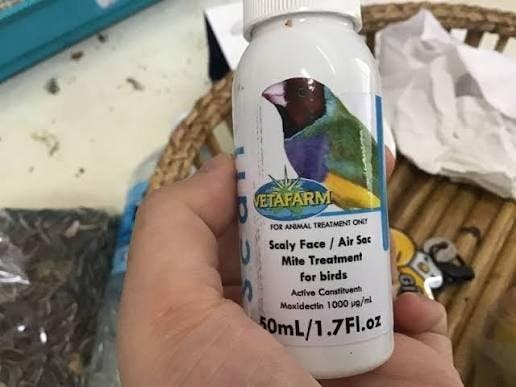 VETAFARM
FOR ANIMAL TREATMENT ONLY
Scaly Face / Air Sac
Mite Treatment
for birds
Active Constituent:
Moxidectin 1000 µg/mL
50mL/1.7Fl.oz